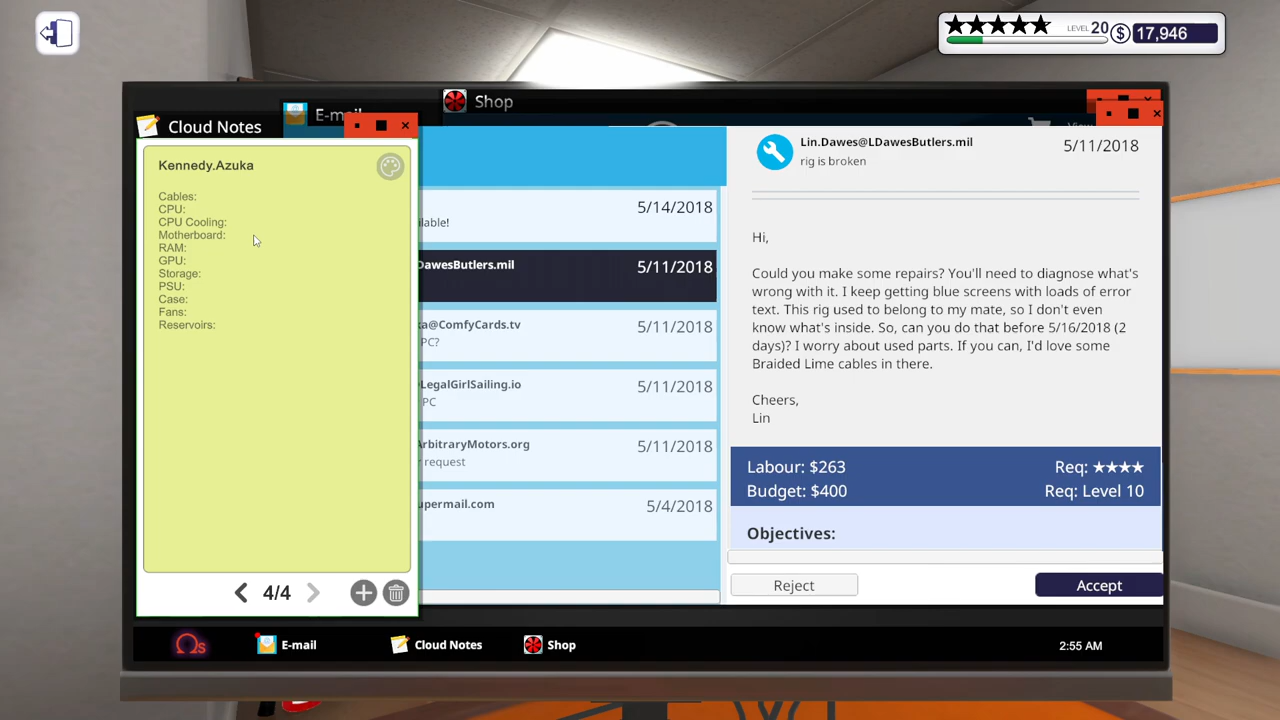 LEVEL 20
$ 17,946
Shop
E-mail
Cloud Notes
Kennedy.Azuka
Cables:
CPU:
CPU Cooling:
Motherboard:
RAM:
GPU:
Storage:
PSU:
Case:
Fans:
Reservoirs:
4/4
5/14/2018
ilable!
DawesButlers.mil
5/11/2018
ka@ComfyCards.tv
5/11/2018
PC?
LegalGirlSailing.io
5/11/2018
PC
ArbitraryMotors.org
5/11/2018
r request
upermail.com
5/4/2018
Lin.Dawes@LDawesButlers.mil
5/11/2018
rig is broken
Hi,
Could you make some repairs? You'll need to diagnose what's
wrong with it. I keep getting blue screens with loads of error
text. This rig used to belong to my mate, so I don't even
know what's inside. So, can you do that before 5/16/2018 (2
days)? I worry about used parts. If you can, I'd love some
Braided Lime cables in there.
Cheers,
Lin
Labour: $263
Req: ★★★★
Budget: $400
Req: Level 10
Objectives:
Reject
Accept
Ωs
E-mail
Cloud Notes
Shop
2:55 AM